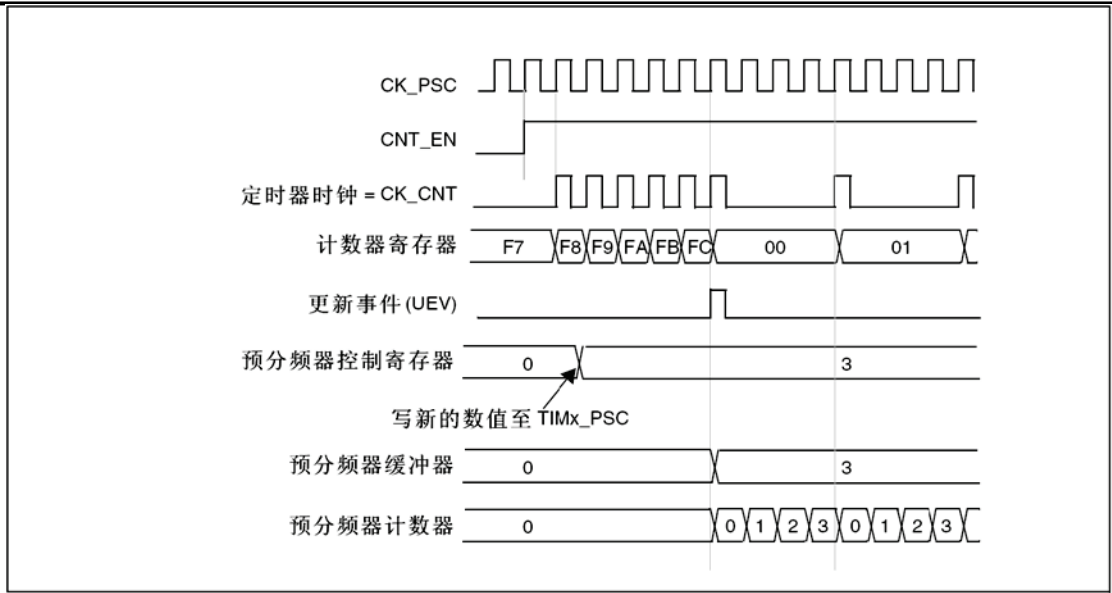 CK_PSC
CNT_EN
定时器时钟 = CK_CNT
计数器寄存器 F7 F8 F9 FA FB FC 00 01
更新事件(UEV)
预分频器控制寄存器 0 3
写新的数值至 TIMx_PSC
预分频器缓冲器 0 3
预分频器计数器 0 0 1 2 3 0 1 2 3